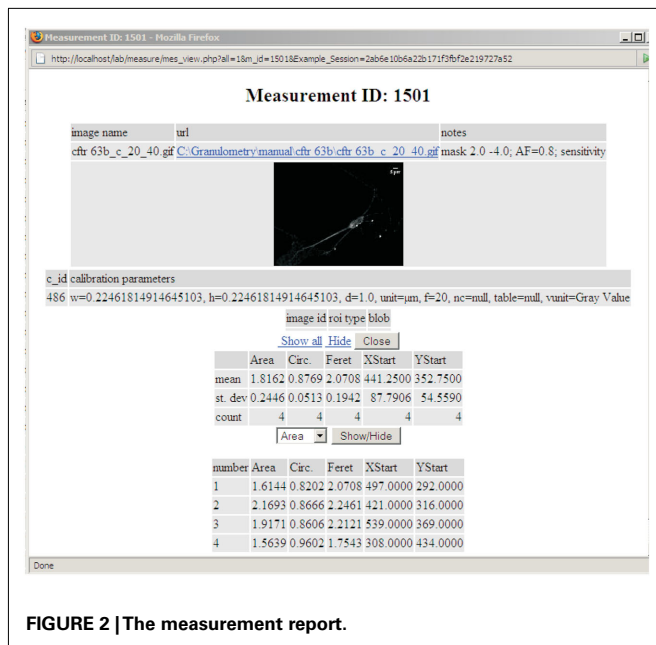 Measurement ID: 1501 - Mozilla Firefox
http://localhost/lab/measure/mes_view.php?all=1&m_id=1501&Example_Session=2ab6e10b6a22b171f3fbf2e219727a52
Measurement ID: 1501
image name url notes
cftr 63b_c_20_40.gif C:\Granulometry\manual\cftr 63b\cftr 63b_c_20_40.gif mask 2.0 -4.0; AF=0.8; sensitivity
c_id calibration parameters
486 w=0.22461814914645103, h=0.22461814914645103, d=1.0, unit=μm, f=20, nc=null, table=null, vunit=Gray Value
image id roi type blob
Show all Hide Close
Area Circ. Feret XStart YStart
mean 1.8162 0.8769 2.0708 441.2500 352.7500
st. dev 0.2446 0.0513 0.1942 87.7906 54.5590
count 4 4 4 4 4
Area Show/Hide
number Area Circ. Feret XStart YStart
1 1.6144 0.8202 2.0708 497.0000 292.0000
2 2.1693 0.8666 2.2461 421.0000 316.0000
3 1.9171 0.8606 2.2121 539.0000 369.0000
4 1.5639 0.9602 1.7543 308.0000 434.0000
Done
FIGURE 2 | The measurement report.